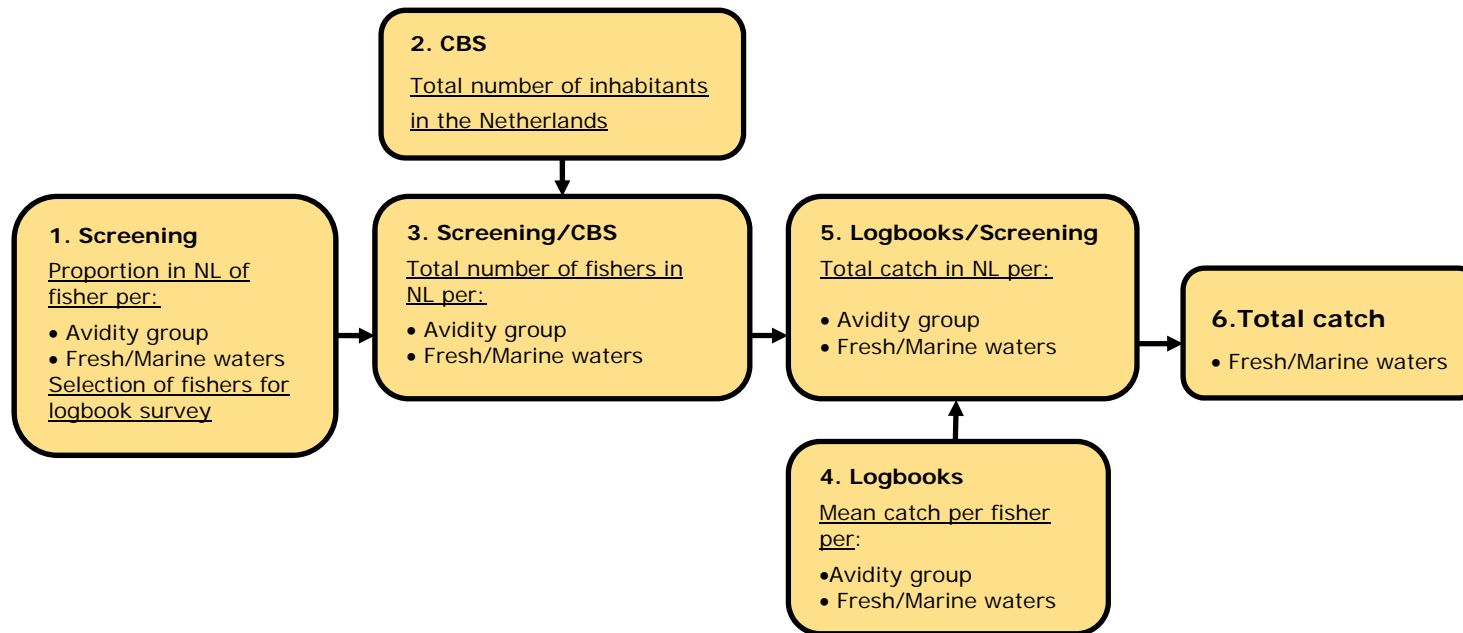 2. CBS
Total number of inhabitants
in the Netherlands
1. Screening
Proportion in NL of
fisher per:
• Avidity group
• Fresh/Marine waters
Selection of fishers for
logbook survey
3. Screening/CBS
Total number of fishers in
NL per:
• Avidity group
• Fresh/Marine waters
5. Logbooks/Screening
Total catch in NL per:
• Avidity group
• Fresh/Marine waters
6.Total catch
• Fresh/Marine waters
4. Logbooks
Mean catch per fisher
per:
•Avidity group
• Fresh/Marine waters